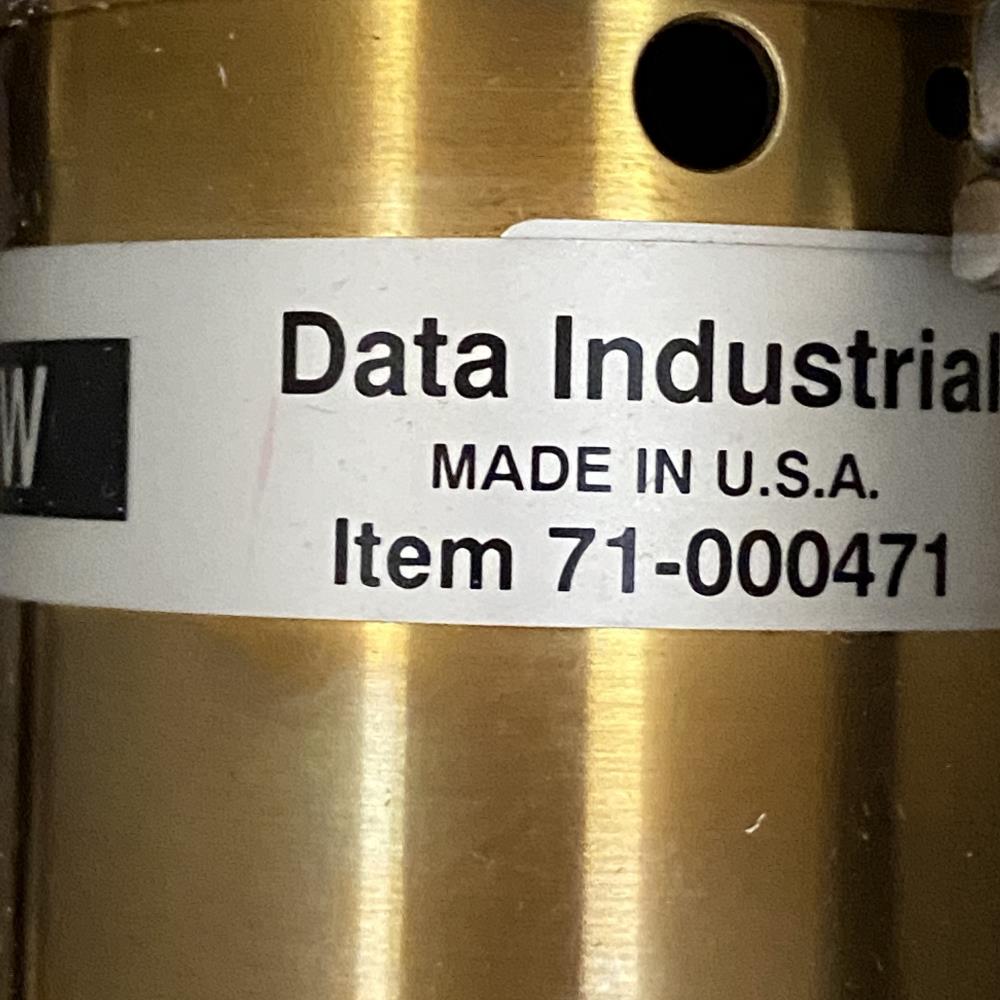 W
Data Industrial
MADE IN U.S.A.
Item 71-000471